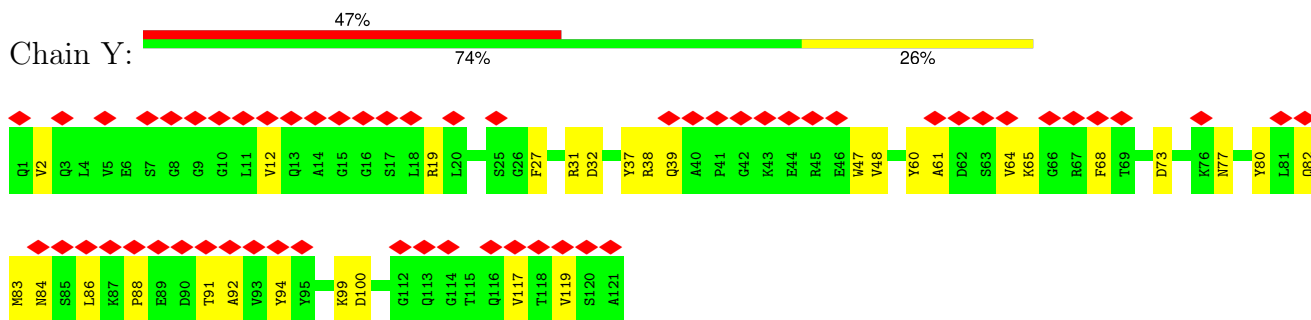 47%
Chain Y:
74% 26%
Q1 V2 Q3 L4 V5 E6 S7 G8 G9 G10 L11 V12 Q13 A14 G15 G16 S17 L18 R19 L20 S25 G26 F27 R31 D32 Y37 R38 Q39 A40 P41 G42 K43 E44 R45 E46 W47 V48 Y60 A61 D62 S63 V64 K65 G66 R67 F68 T69 D73 K76 N77 Y80 L81 Q82
M83 N84 S85 L86 K87 P88 E89 D90 T91 A92 V93 Y94 Y95 K99 D100 G112 Q113 G114 T115 Q116 V117 T118 V119 S120 A121